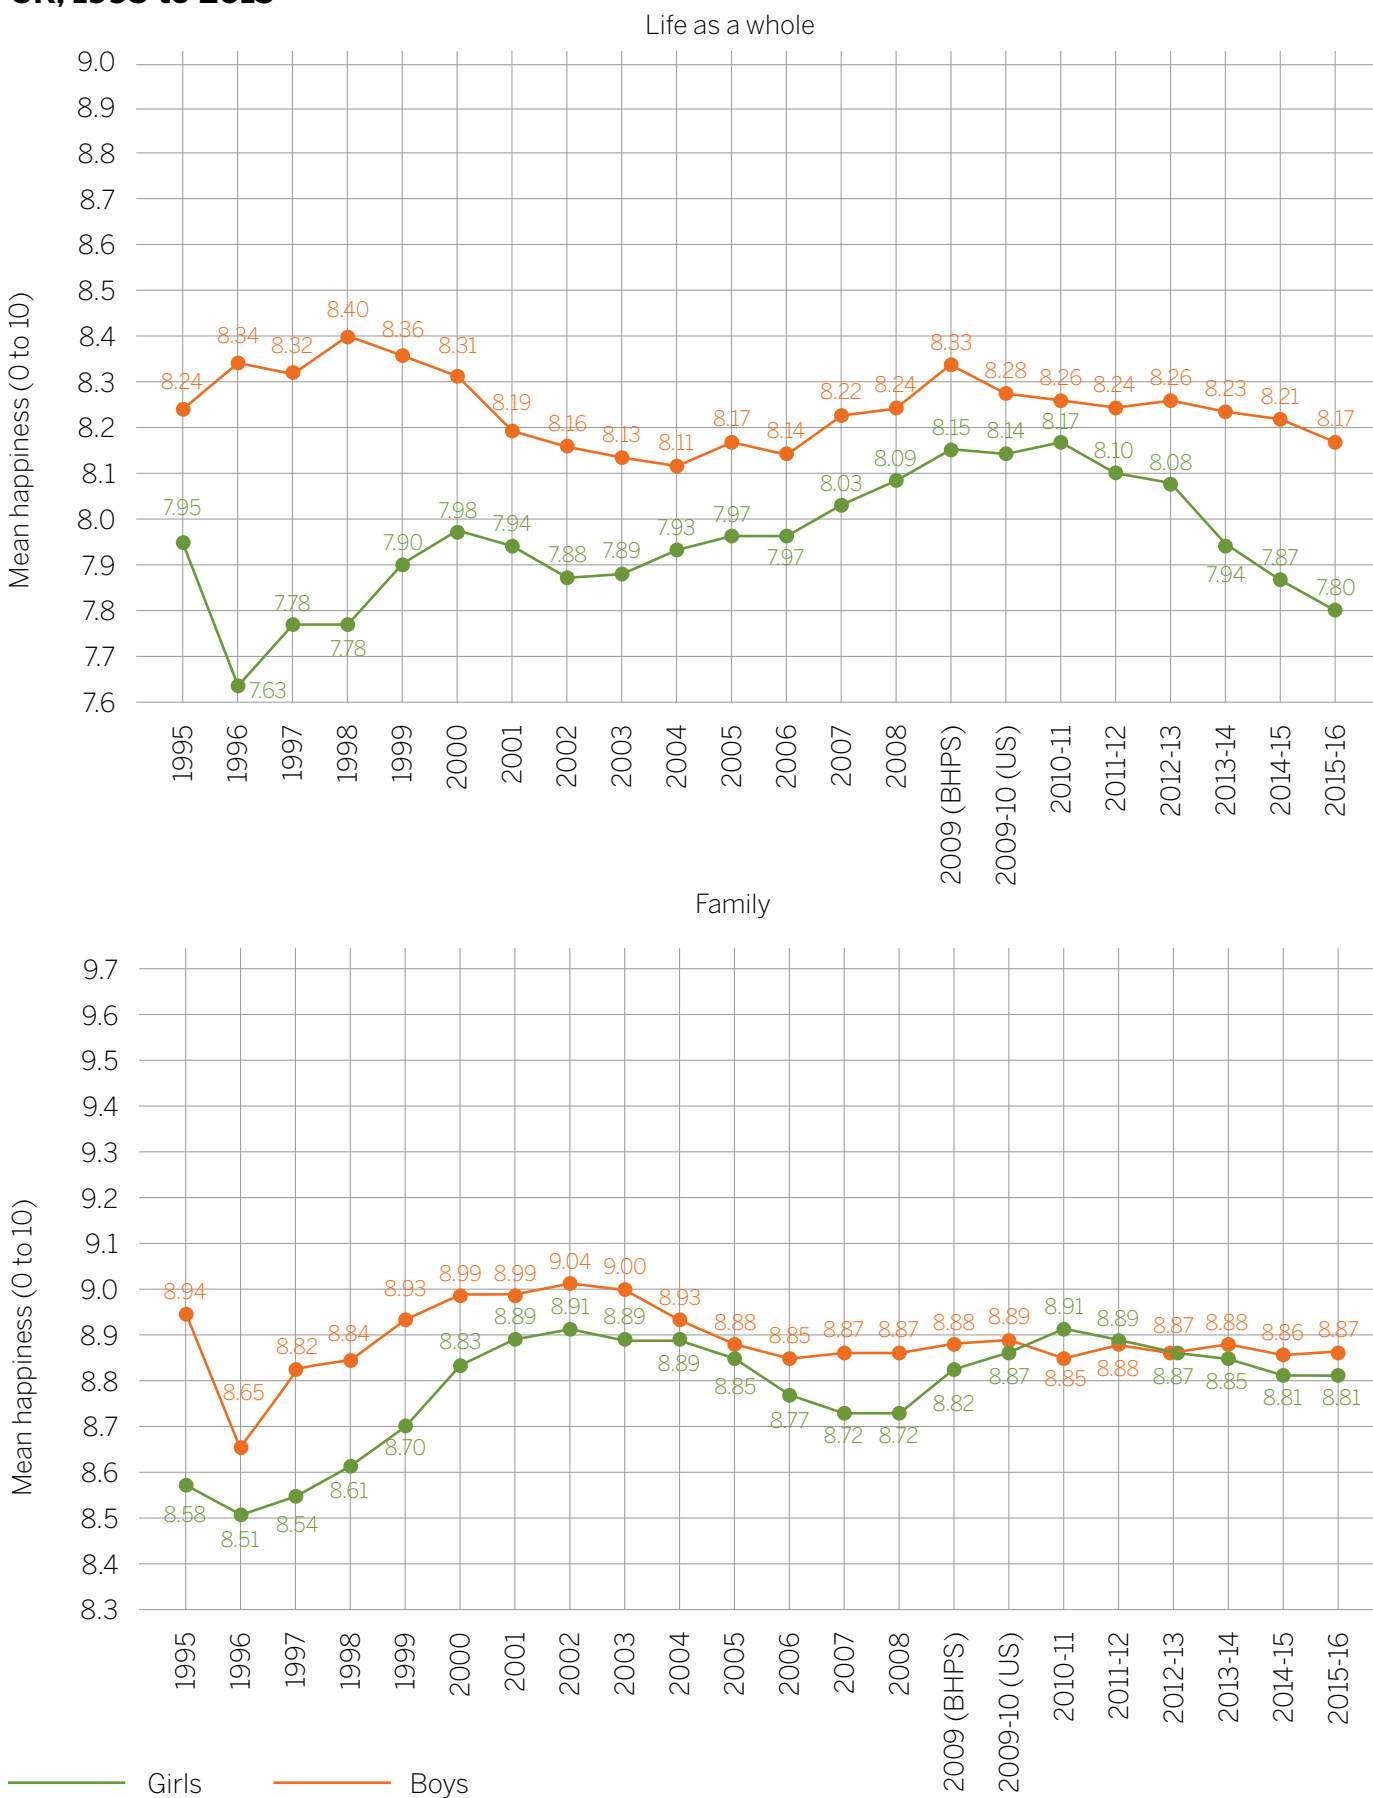 Life as a whole
9.0
8.9
8.8
8.7
8.6
8.5
8.4
8.3
8.2
8.1
8.0
7.9
7.8
7.7
7.6
Mean happiness (0 to 10)
8.24 8.34 8.32 8.40 8.36 8.31 8.19 8.16 8.13 8.11 8.17 8.14 8.22 8.24 8.33 8.28 8.26 8.24 8.26 8.23 8.21 8.17
7.95 7.63 7.78 7.78 7.90 7.98 7.94 7.88 7.89 7.93 7.97 7.97 8.03 8.09 8.15 8.14 8.17 8.10 8.08 7.94 7.87 7.80
1995 1996 1997 1998 1999 2000 2001 2002 2003 2004 2005 2006 2007 2008 2009 (BHPS) 2009-10 (US) 2010-11 2011-12 2012-13 2013-14 2014-15 2015-16
Family
9.7
9.6
9.5
9.4
9.3
9.2
9.1
9.0
8.9
8.8
8.7
8.6
8.5
8.4
8.3
Mean happiness (0 to 10)
8.94 8.65 8.82 8.84 8.93 8.99 8.99 9.04 9.00 8.93 8.88 8.85 8.87 8.87 8.88 8.89 8.85 8.88 8.87 8.88 8.86 8.87
8.58 8.51 8.54 8.61 8.70 8.83 8.89 8.91 8.89 8.89 8.85 8.77 8.72 8.72 8.82 8.87 8.91 8.89 8.87 8.85 8.81 8.81
1995 1996 1997 1998 1999 2000 2001 2002 2003 2004 2005 2006 2007 2008 2009 (BHPS) 2009-10 (US) 2010-11 2011-12 2012-13 2013-14 2014-15 2015-16
Girls Boys